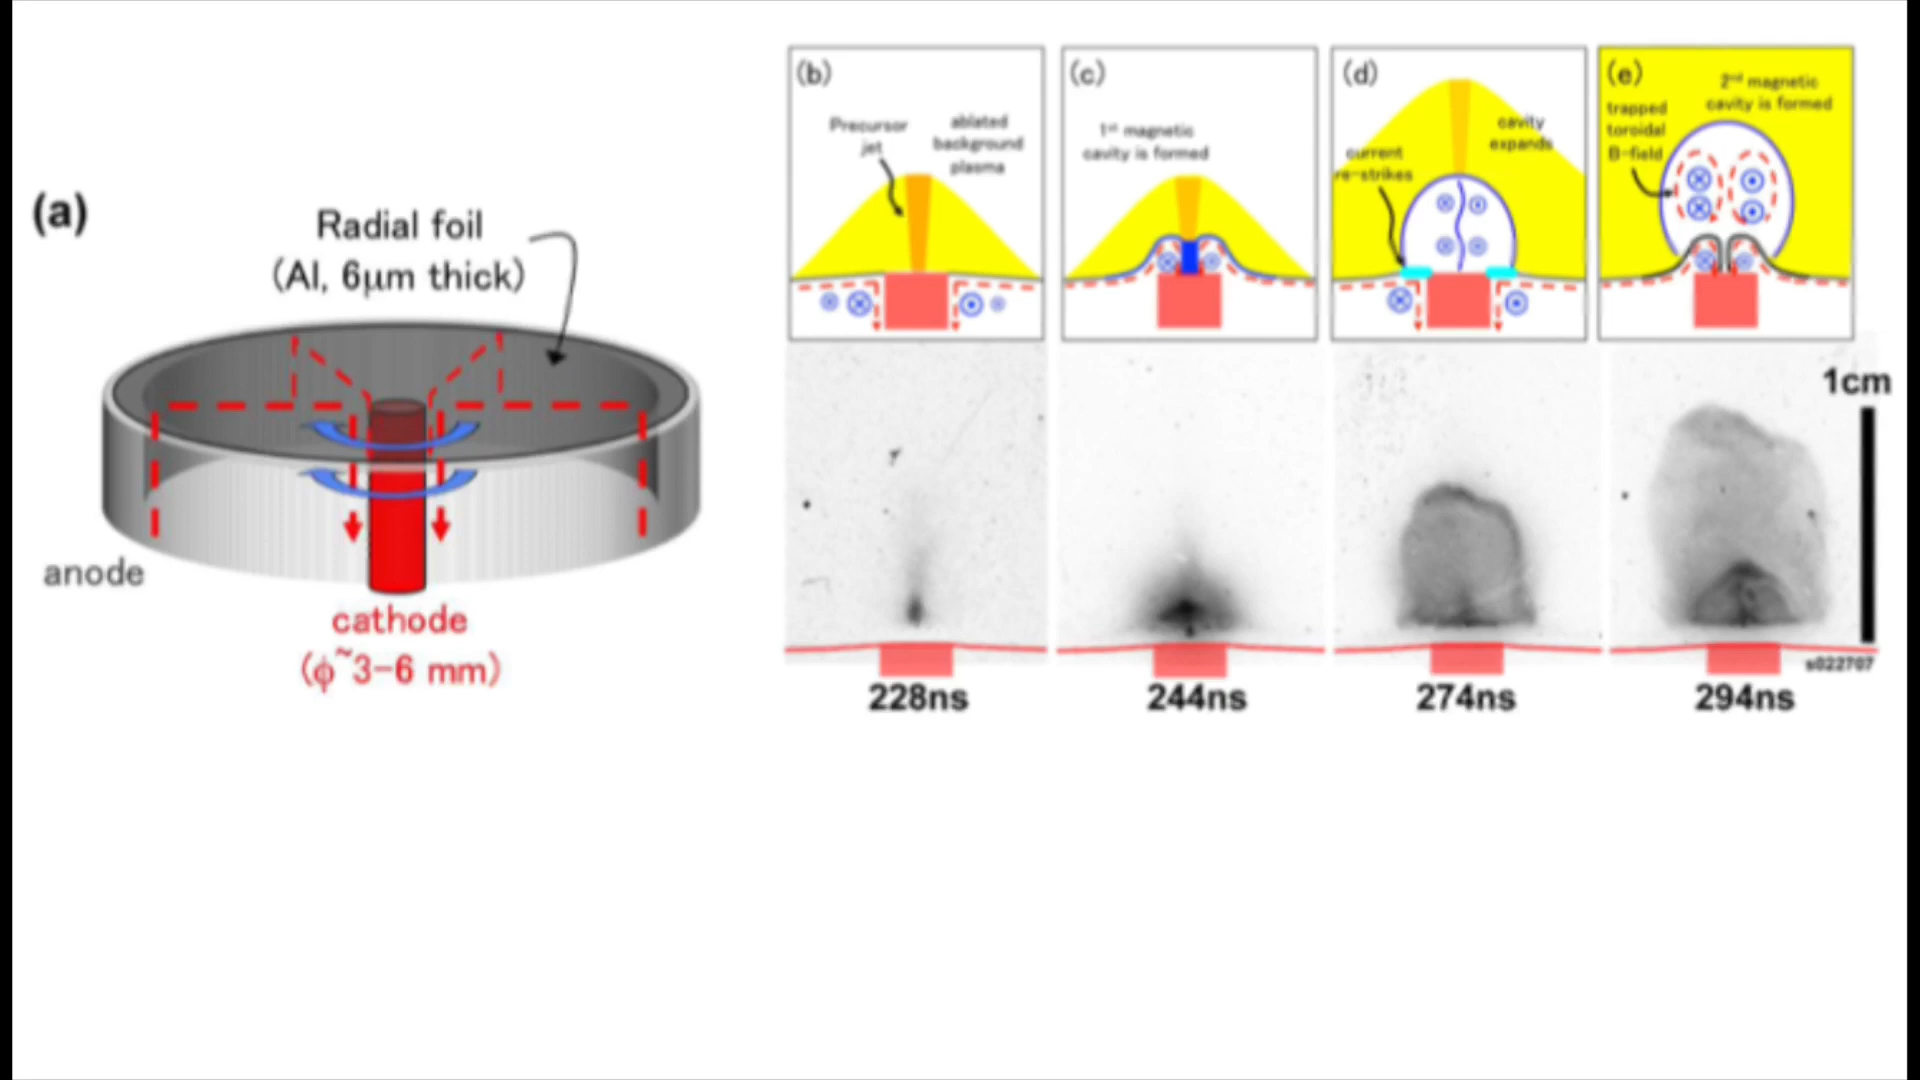 (a)
Radial foil
(Al, 6μm thick)
anode
cathode
(ϕ~3-6 mm)
(b)
Precursor
jet
ablated
background
plasma
(c)
1st magnetic
cavity is formed
(d)
cavity
expands
current
re-strikes
(e)
2nd magnetic
cavity is formed
trapped
toroidal
B-field
1cm
s022707
228ns
244ns
274ns
294ns